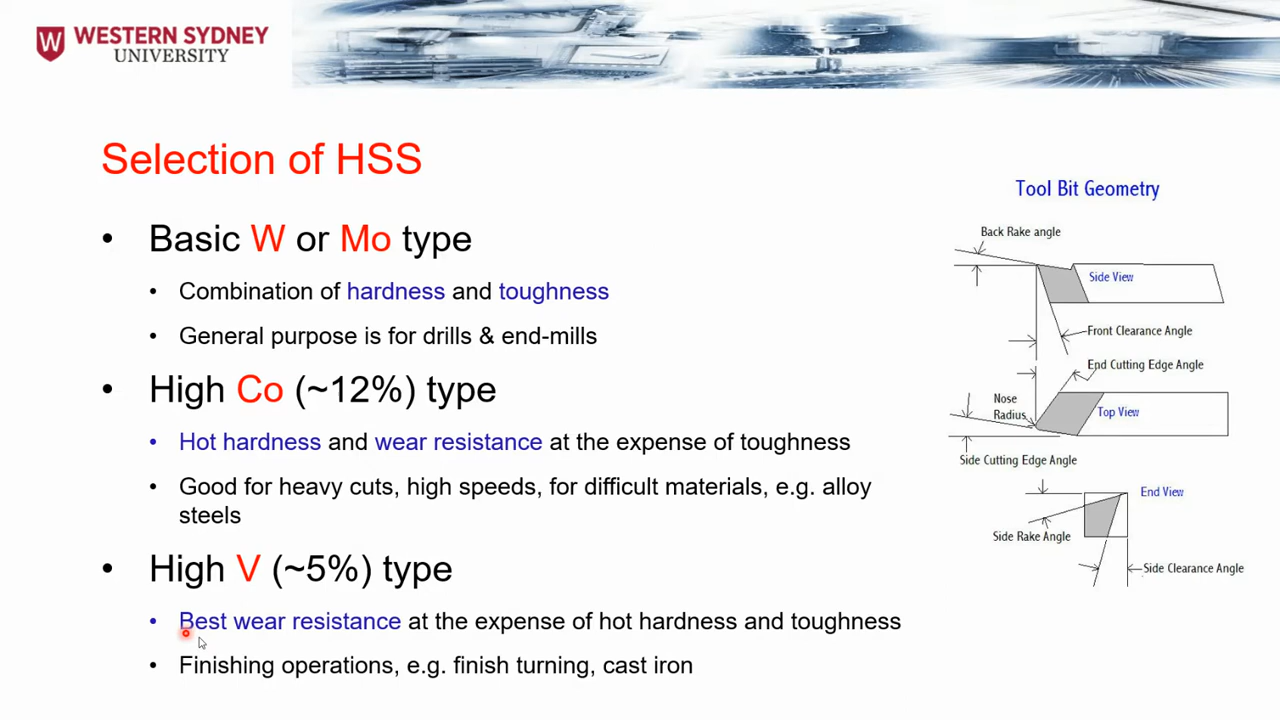 WESTERN SYDNEY
UNIVERSITY
W
Selection of HSS
• Basic W or Mo type
• Combination of hardness and toughness
• General purpose is for drills & end-mills
• High Co (~12%) type
• Hot hardness and wear resistance at the expense of toughness
• Good for heavy cuts, high speeds, for difficult materials, e.g. alloy
steels
• High V (~5%) type
• Best wear resistance at the expense of hot hardness and toughness
• Finishing operations, e.g. finish turning, cast iron
Tool Bit Geometry
Back Rake angle
Side View
Front Clearance Angle
End Cutting Edge Angle
Nose
Radius
Top View
Side Cutting Edge Angle
End View
Side Rake Angle
Side Clearance Angle